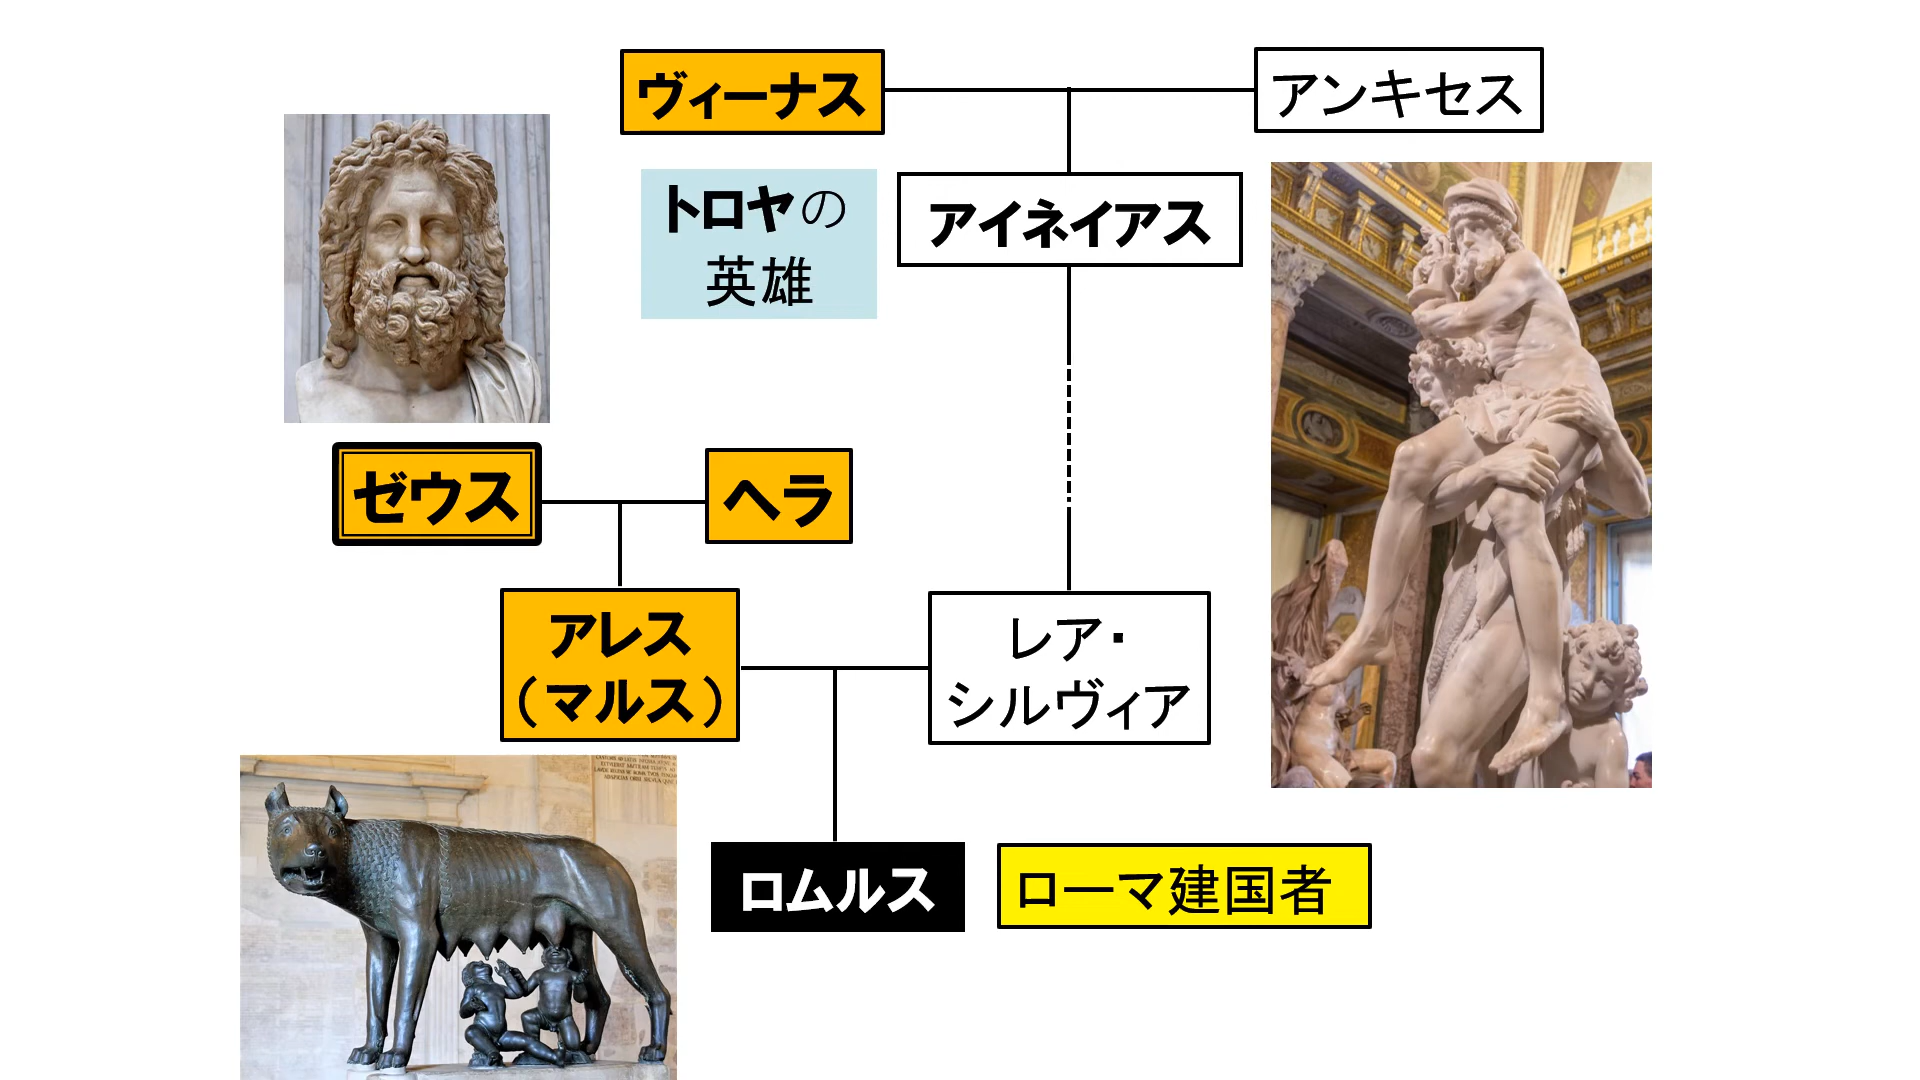 ヴィーナス
アンキセス
トロヤの
英雄
アイネイアス
ゼウス
ヘラ
アレス
（マルス）
レア・
シルヴィア
ロムルス
ローマ建国者